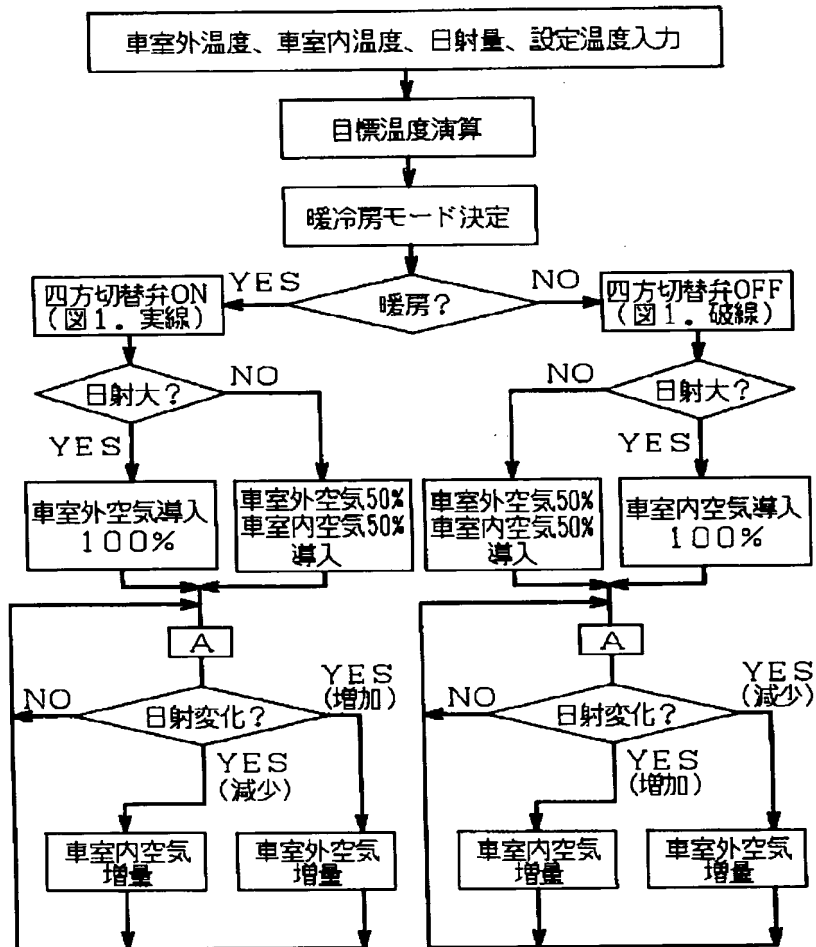 車室外温度、車室内温度、日射量、設定温度入力
目標温度演算
暖冷房モード決定
暖房?
YES
NO
四方切替弁ON
(図1. 実線)
四方切替弁OFF
(図1. 破線)
日射大?
NO
YES
日射大?
NO
YES
車室外空気導入
100%
車室外空気50%
車室内空気50%
導入
車室外空気50%
車室内空気50%
導入
車室内空気導入
100%
A
A
日射変化?
NO
YES
(増加)
YES
(減少)
日射変化?
NO
YES
(減少)
YES
(増加)
車室内空気
増量
車室外空気
増量
車室内空気
増量
車室外空気
増量